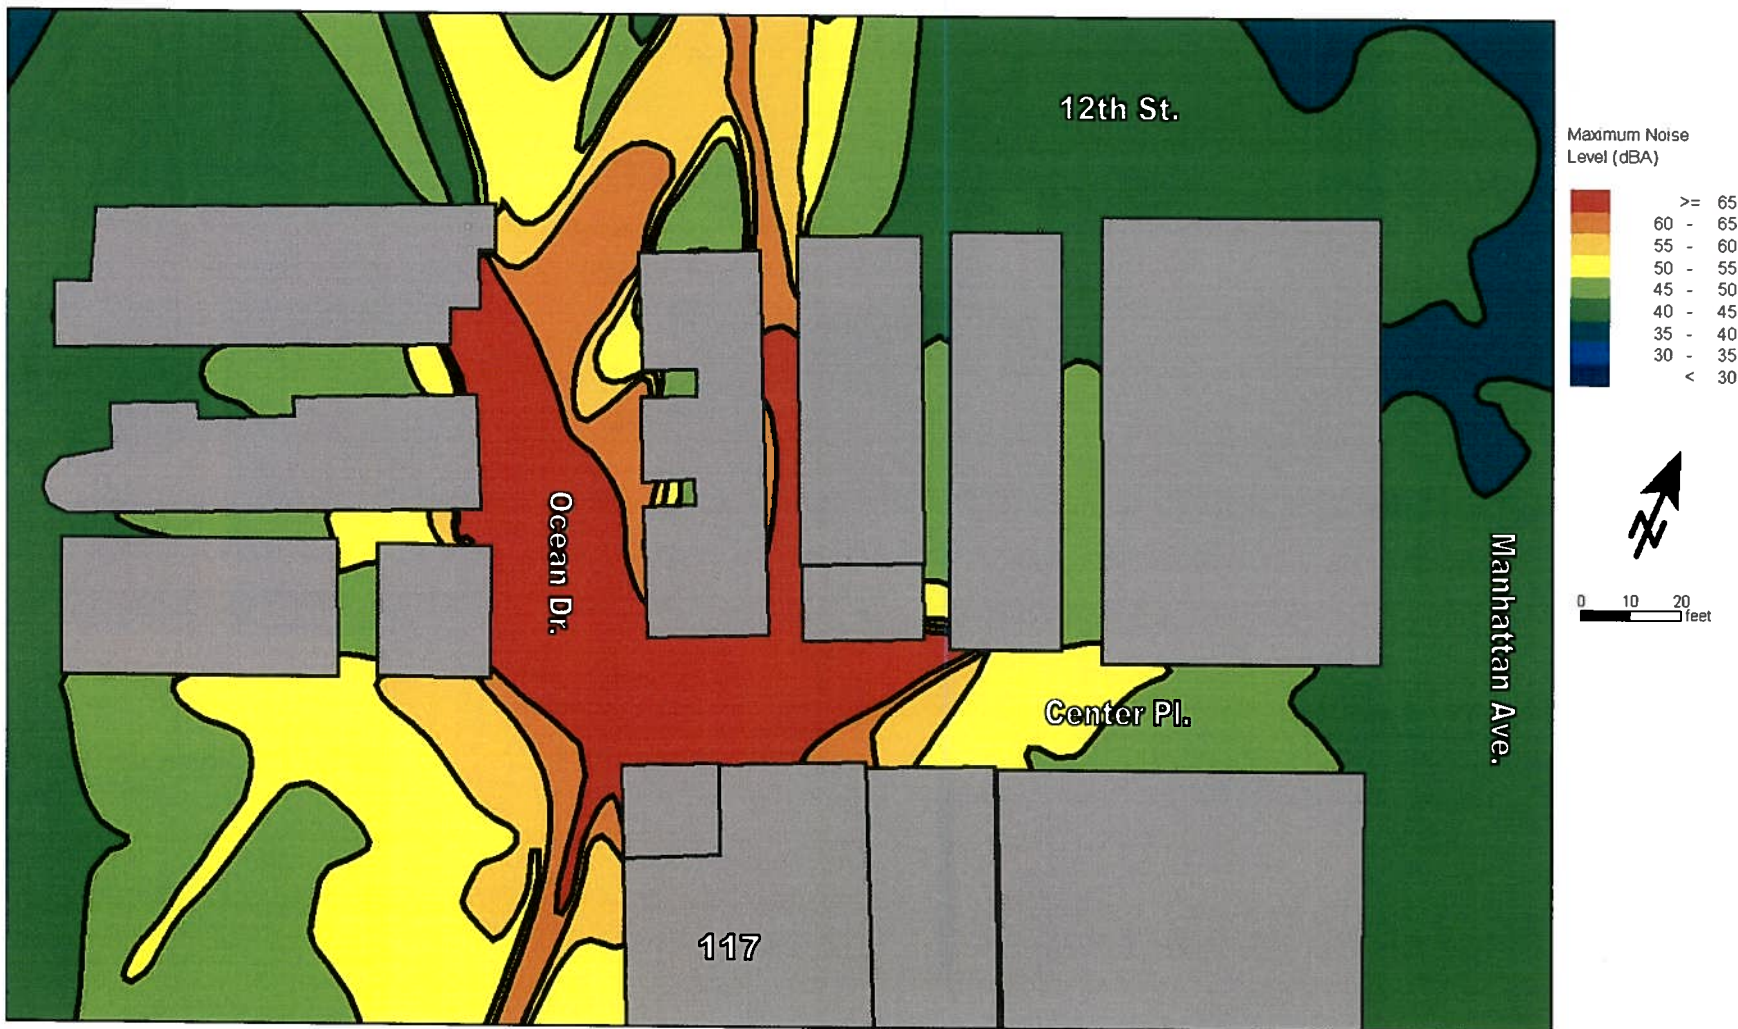 12th St.
Maximum Noise
Level (dBA)
>= 65
60 - 65
55 - 60
50 - 55
45 - 50
40 - 45
35 - 40
30 - 35
< 30
N
0 10 20
feet
Ocean Dr.
Manhattan Ave.
Center Pl.
117